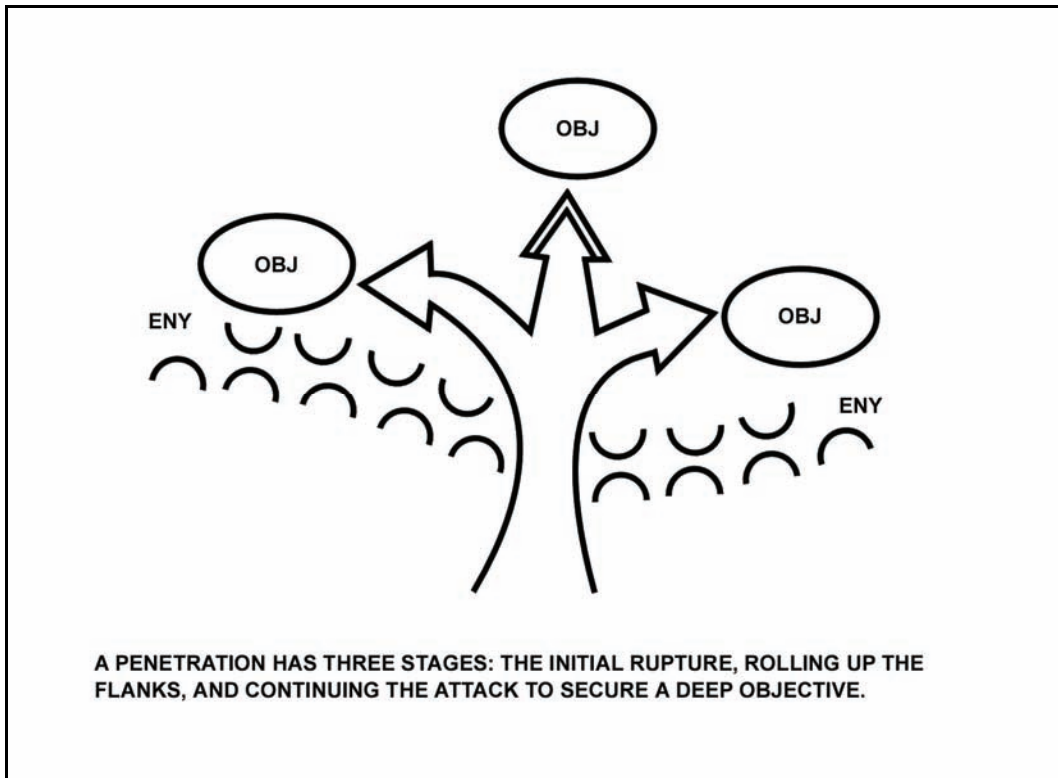 OBJ
OBJ
OBJ
ENY
ENY
A PENETRATION HAS THREE STAGES: THE INITIAL RUPTURE, ROLLING UP THE
FLANKS, AND CONTINUING THE ATTACK TO SECURE A DEEP OBJECTIVE.